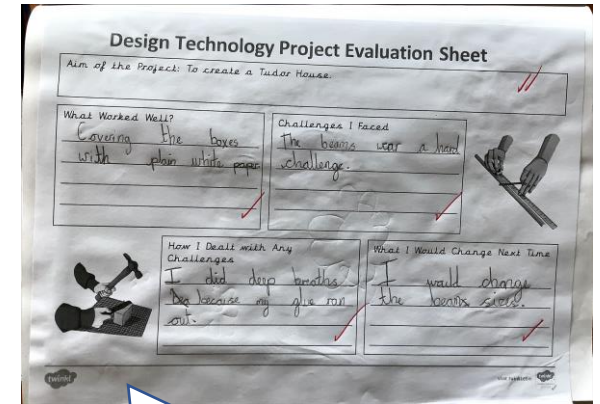 Design Technology Project Evaluation Sheet
Aim of the Project: To create a Tudor House.
What Worked Well?
Covering the boxes
with plain white paper
Challenges I Faced
The beams wear a hard
challenge.
How I Dealt with Any
Challenges
I did deep breaths
because my glue ran
out.
What I Would Change Next Time
I would change
the beams
twinkl
twinkl